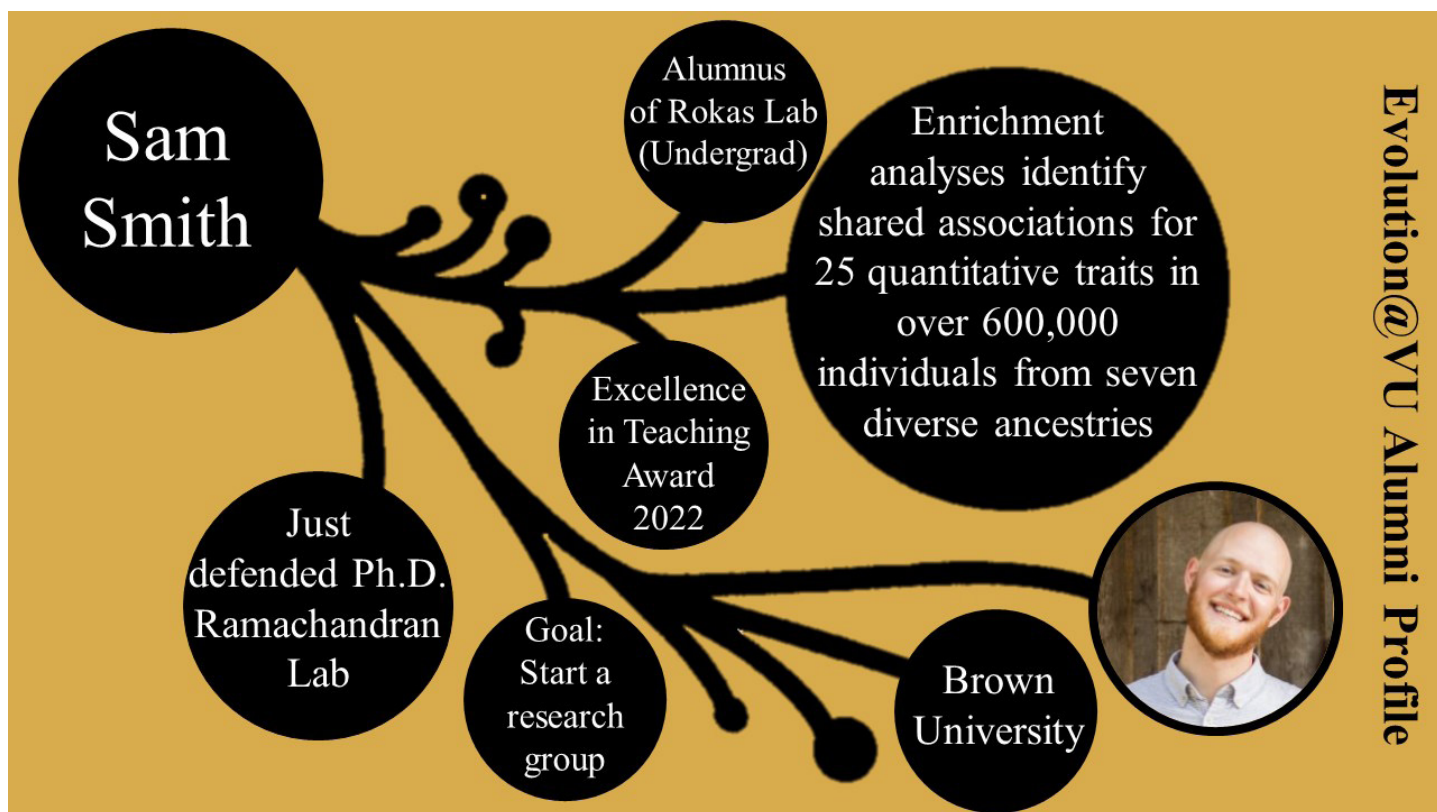 Sam
Smith
Alumnus
of Rokas Lab
(Undergrad)
Enrichment
analyses identify
shared associations for
25 quantitative traits in
over 600,000
individuals from seven
diverse ancestries
Excellence
in Teaching
Award
2022
Just
defended Ph.D.
Ramachandran
Lab
Goal:
Start a
research
group
Brown
University
Evolution@VU Alumni Profile